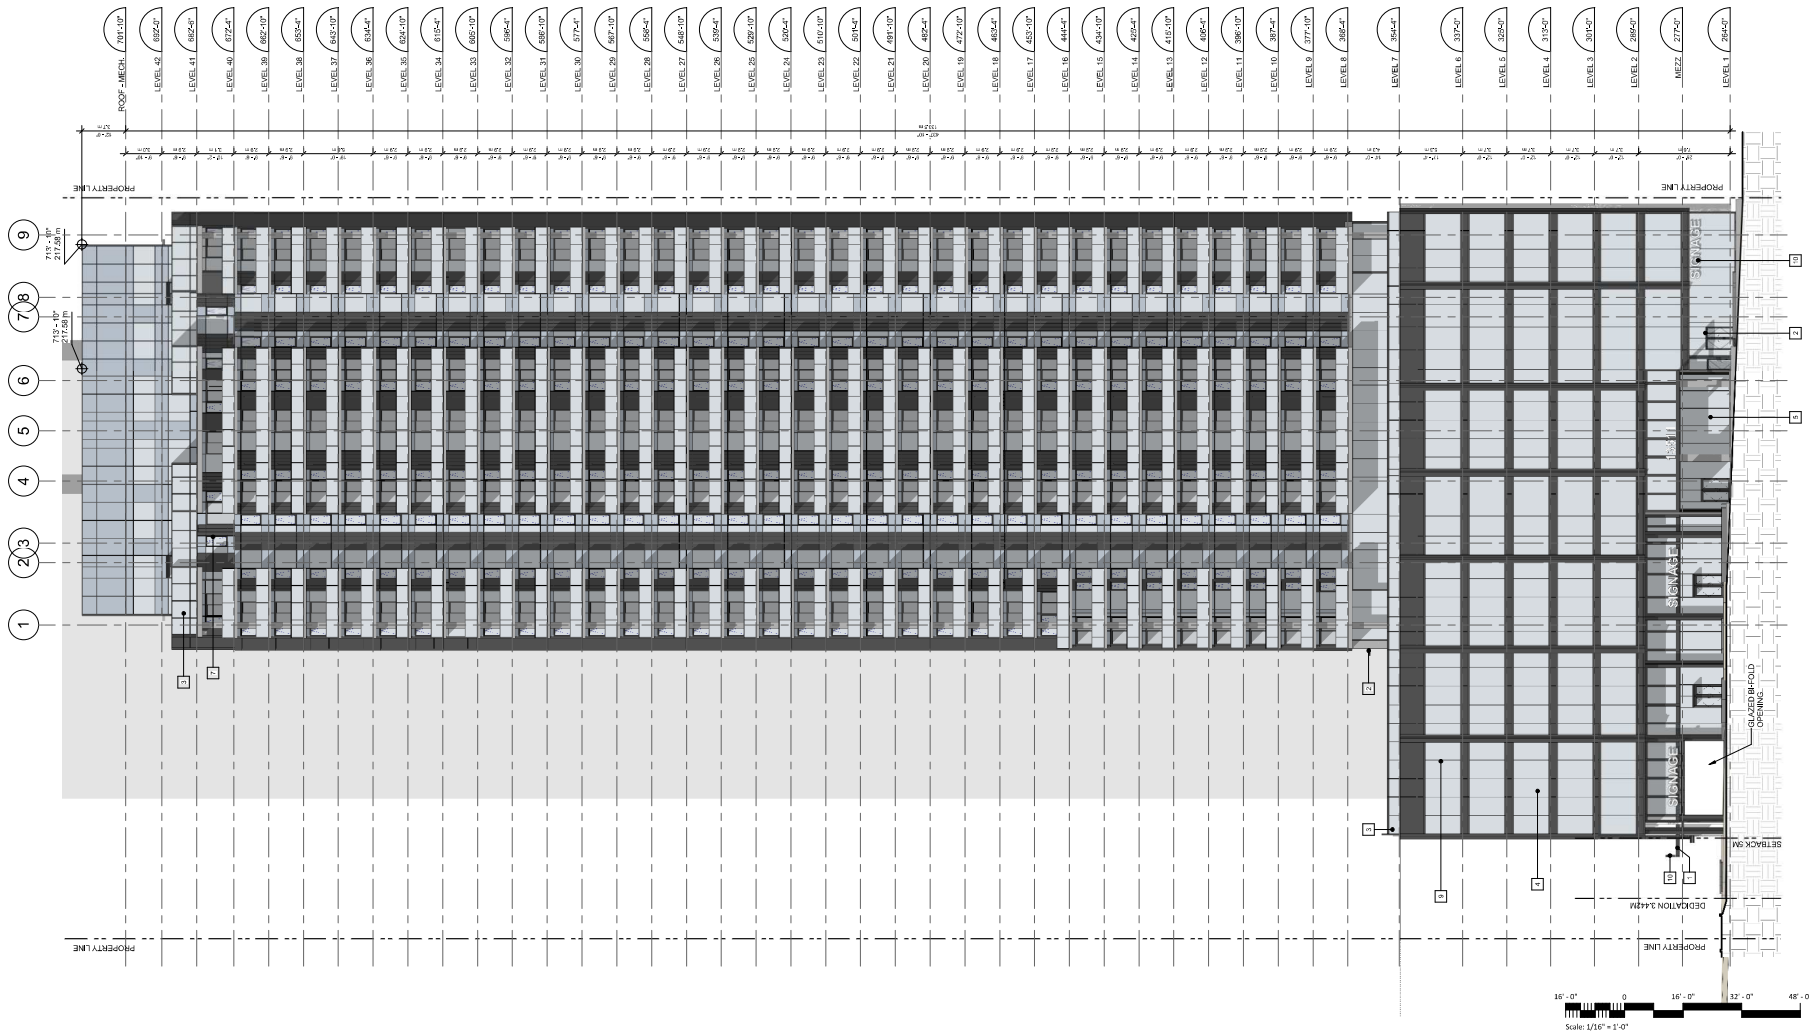 701'-10"
692'-0"
682'-6"
672'-4"
662'-10"
653'-4"
643'-10"
634'-4"
624'-10"
615'-4"
605'-10"
596'-4"
586'-10"
577'-4"
567'-10"
558'-4"
548'-10"
539'-4"
529'-10"
520'-4"
510'-10"
501'-4"
491'-10"
482'-4"
472'-10"
463'-4"
453'-10"
444'-4"
434'-10"
425'-4"
415'-10"
406'-4"
396'-10"
387'-4"
377'-10"
368'-4"
354'-4"
337'-0"
325'-0"
313'-0"
301'-0"
289'-0"
277'-0"
264'-0"
ROOF - MECH.
LEVEL 42
LEVEL 41
LEVEL 40
LEVEL 39
LEVEL 38
LEVEL 37
LEVEL 36
LEVEL 35
LEVEL 34
LEVEL 33
LEVEL 32
LEVEL 31
LEVEL 30
LEVEL 29
LEVEL 28
LEVEL 27
LEVEL 26
LEVEL 25
LEVEL 24
LEVEL 23
LEVEL 22
LEVEL 21
LEVEL 20
LEVEL 19
LEVEL 18
LEVEL 17
LEVEL 16
LEVEL 15
LEVEL 14
LEVEL 13
LEVEL 12
LEVEL 11
LEVEL 10
LEVEL 9
LEVEL 8
LEVEL 7
LEVEL 6
LEVEL 5
LEVEL 4
LEVEL 3
LEVEL 2
MEZZ
LEVEL 1
PROPERTY LINE
PROPERTY LINE
9
8
7
6
5
4
3
2
1
713' - 10"
217.58 m
713' - 10"
217.58 m
SIGNAGE
SIGNAGE
SIGNAGE
10
2
5
3
7
2
3
9
4
10
1
GLAZED BI-FOLD
OPENING.
SETBACK 5M
DEDICATION 3.442M
PROPERTY LINE
PROPERTY LINE
16' - 0"
0
16' - 0"
32' - 0"
48' - 0
Scale: 1/16" = 1'-0"